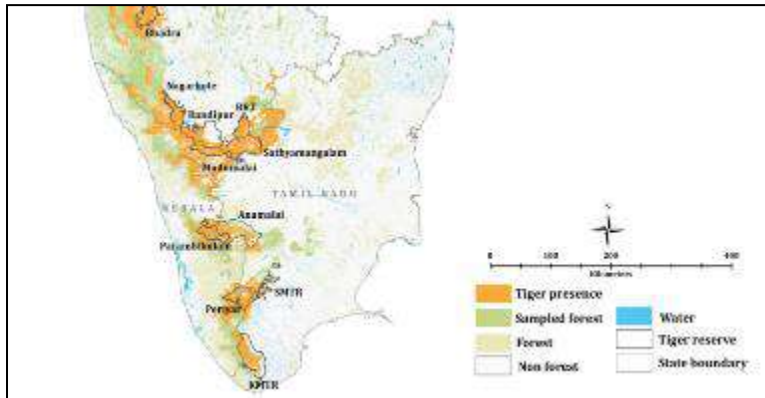 Bhadra
Nagarhole
Bandipur
BRT
Sathyamangalam
Mudumalai
TAMIL NADU
KERALA
Anamalai
Parambikulam
SMTR
Periyar
KMTR
N
0 100 200 400
Kilometers
Tiger presence
Sampled forest
Water
Forest
Tiger reserve
Non forest
State boundary